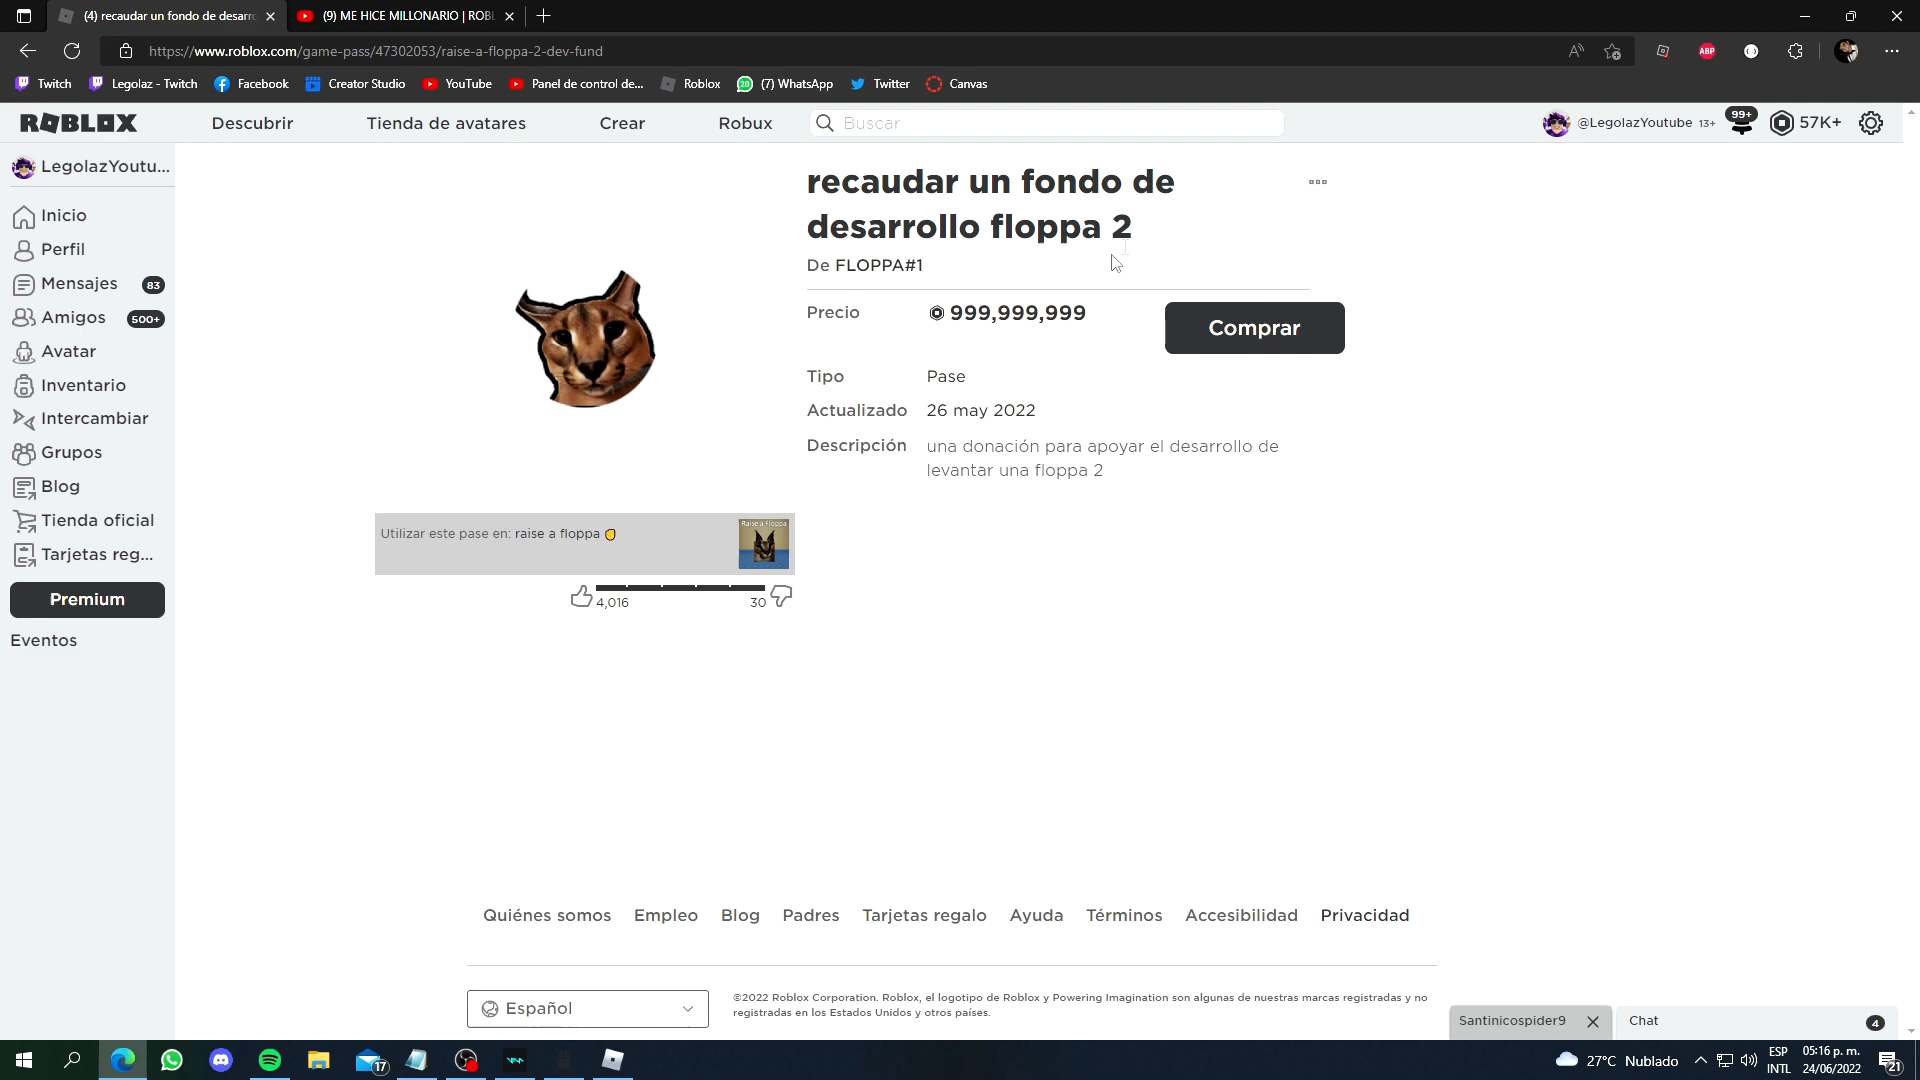 (4) recaudar un fondo de desarr
(9) ME HICE MILLONARIO | ROBL
https://www.roblox.com/game-pass/47302053/raise-a-floppa-2-dev-fund
ABP
Twitch
Legolaz - Twitch
Facebook
Creator Studio
YouTube
Panel de control de...
Roblox
20
(7) WhatsApp
Twitter
Canvas
ROBLOX
Descubrir
Tienda de avatares
Crear
Robux
Buscar
@LegolazYoutube 13+
99+
57K+
LegolazYoutu...
Inicio
Perfil
Mensajes
83
Amigos
500+
Avatar
Inventario
Intercambiar
Grupos
Blog
Tienda oficial
Tarjetas reg...
Premium
Eventos
recaudar un fondo de
desarrollo floppa 2
De FLOPPA#1
Precio
999,999,999
Comprar
Tipo
Pase
Actualizado
26 may 2022
Descripción
una donación para apoyar el desarrollo de
levantar una floppa 2
Utilizar este pase en: raise a floppa
Raise a Floppa
4,016
30
Quiénes somos
Empleo
Blog
Padres
Tarjetas regalo
Ayuda
Términos
Accesibilidad
Privacidad
Español
©2022 Roblox Corporation. Roblox, el logotipo de Roblox y Powering Imagination son algunas de nuestras marcas registradas y no
registradas en los Estados Unidos y otros países.
Santinicospider9
Chat
4
17
27°C Nublado
ESP
INTL
05:16 p. m.
24/06/2022
21